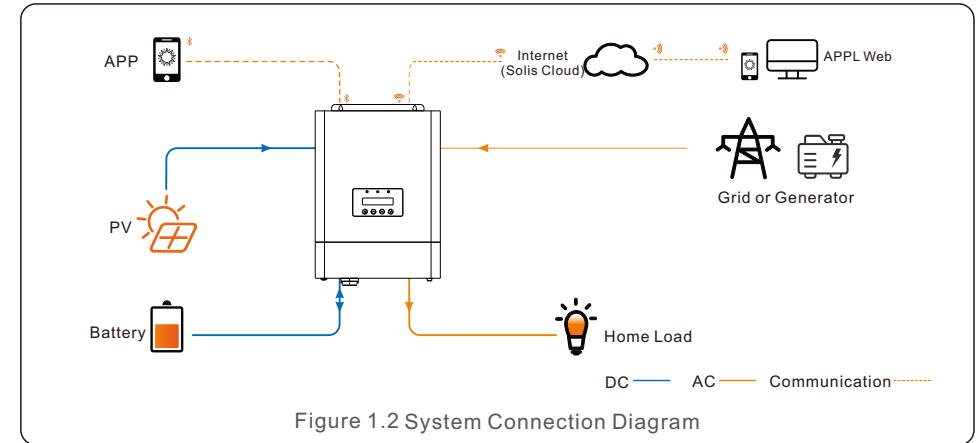 APP
Internet
(Solis Cloud)
APPL Web
Grid or Generator
PV
Battery
Home Load
DC
AC
Communication
Figure 1.2 System Connection Diagram